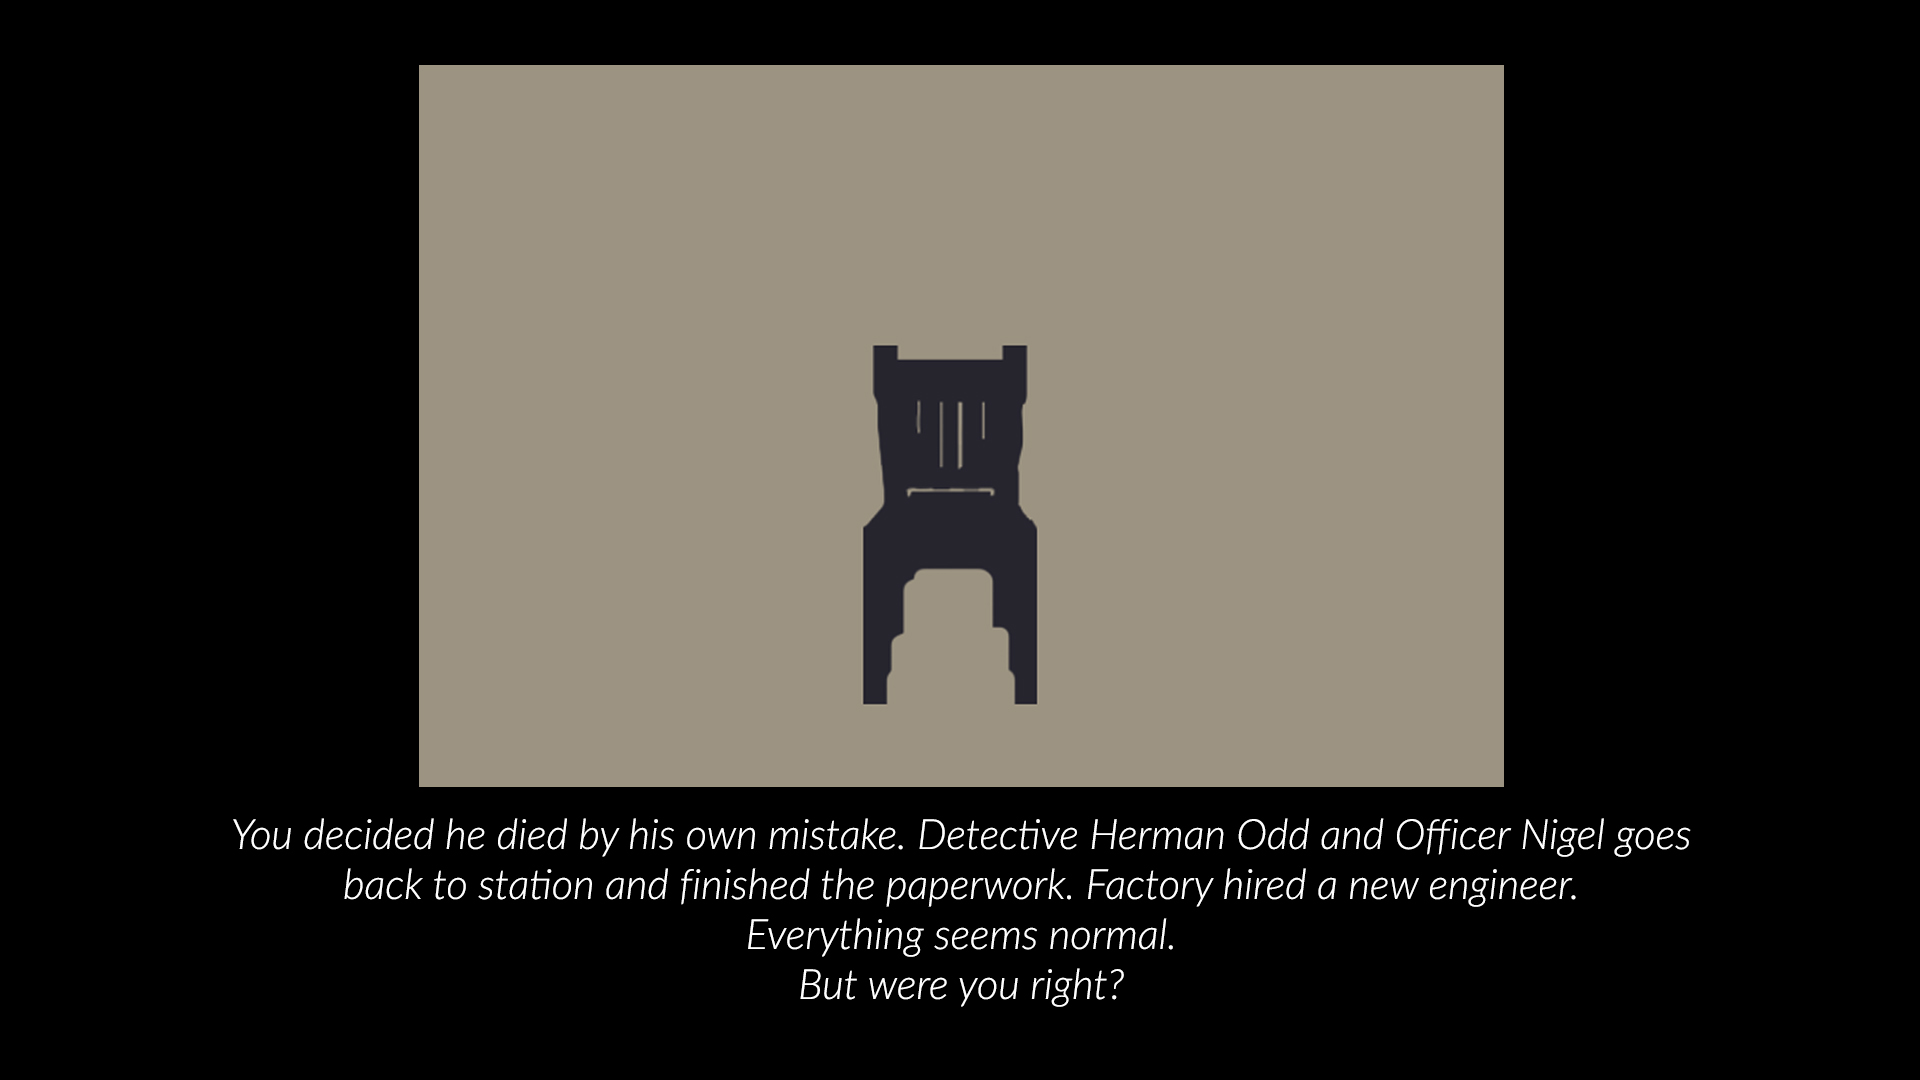 You decided he died by his own mistake. Detective Herman Odd and Officer Nigel goes
back to station and finished the paperwork. Factory hired a new engineer.
Everything seems normal.
But were you right?